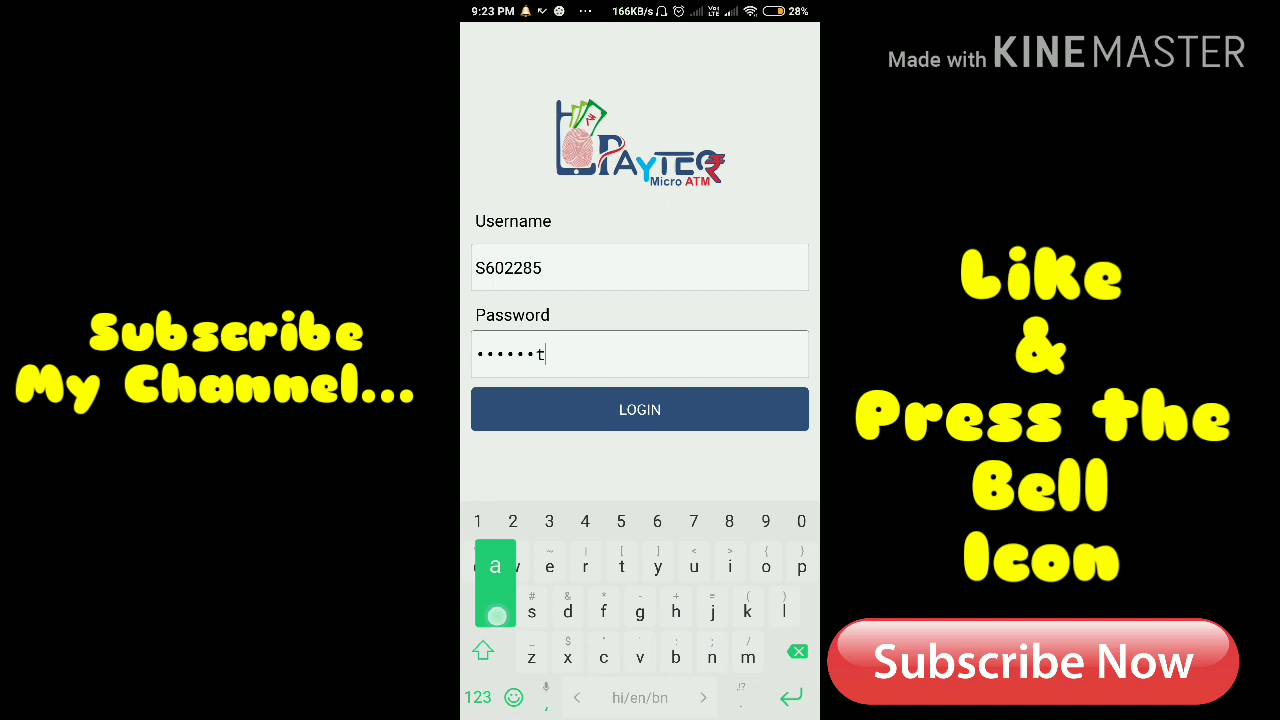 9:23 PM ... 166KB/s Vo LTE 28%
Made with KINEMASTER
PAYTEQ
Micro ATM
Username
S602285
Password
••••••t
LOGIN
Subscribe
My Channel...
Like
&
Press the
Bell
Icon
Subscribe Now
1 2 3 4 5 6 7 8 9 0
~ | [ ] < > { }
a e r t y u i o p
# & * - + = ( )
s d f g h j k l
_ $ " ' : ; /
z x c v b n m
,!?
123 , < hi/en/bn > .